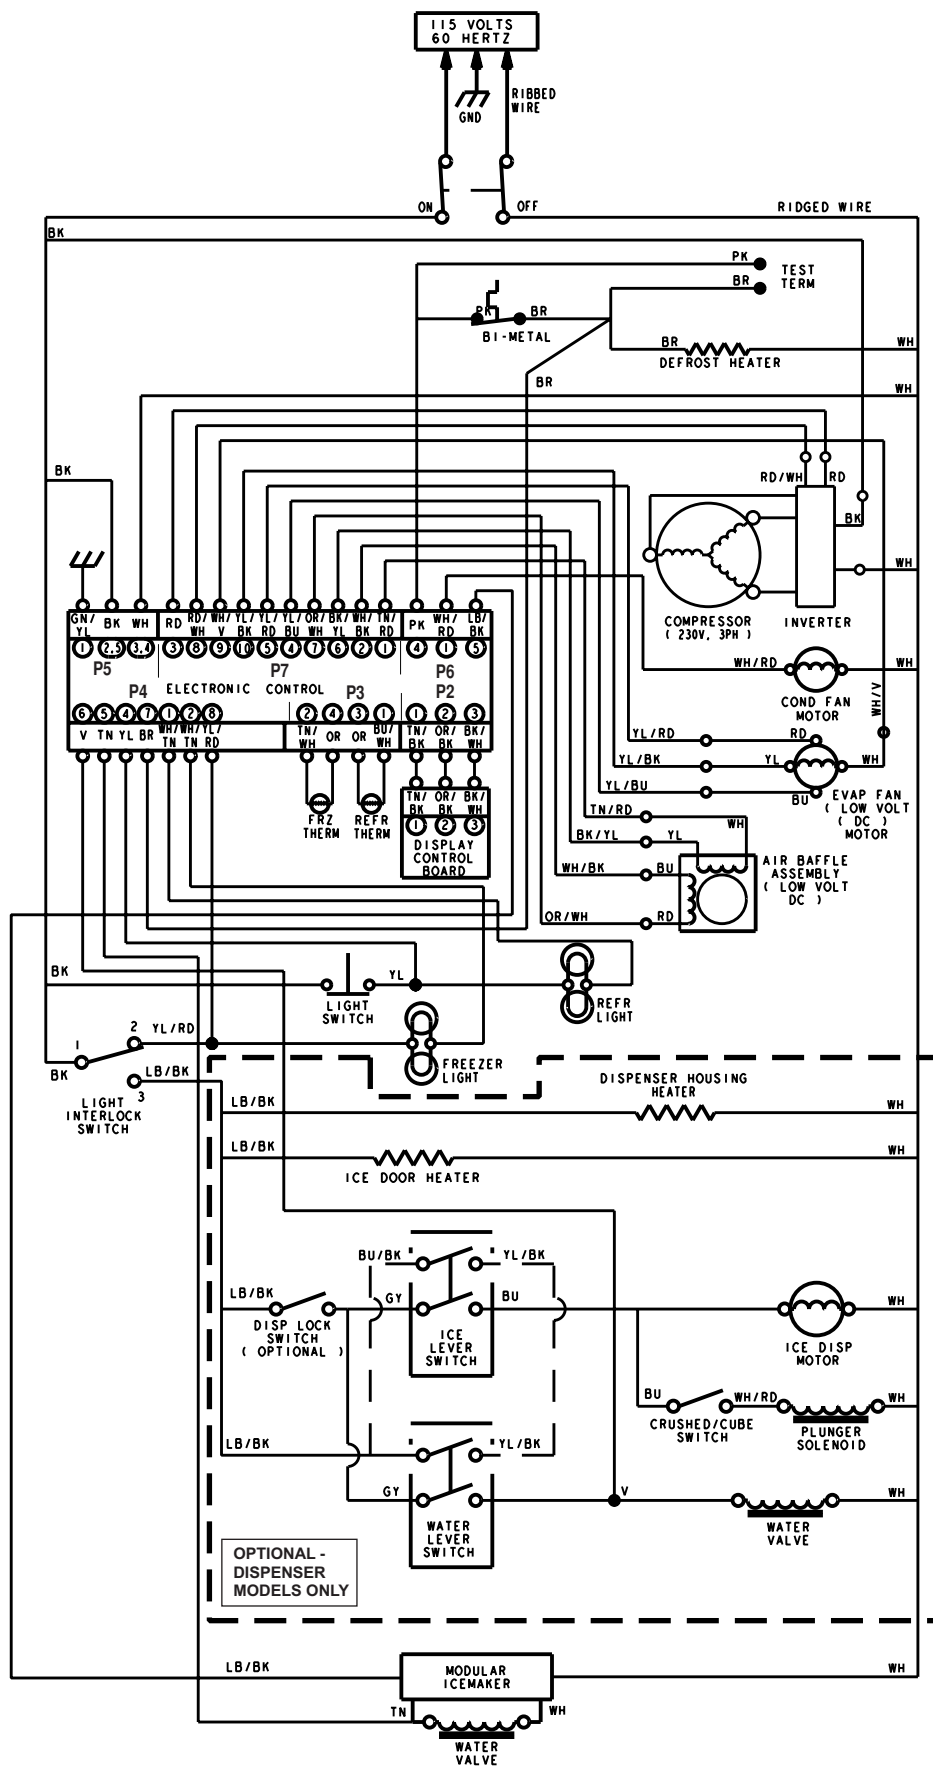 115 VOLTS
60 HERTZ
RIBBED
WIRE
GND
ON
OFF
RIDGED WIRE
BK
PK
TEST
TERM
BR
PK
BR
BI-METAL
BR
WH
DEFROST HEATER
BR
WH
BK
RD/WH
RD
BK
WH
COMPRESSOR
( 230V, 3PH )
INVERTER
GN/
YL
BK
WH
RD
RD/
WH
WH/
V
YL/
BK
YL/
RD
YL/
BU
OR/
WH
BK/
YL
WH/
BK
TN/
RD
PK
WH/
RD
LB/
BK
1
2,5
3,4
3
8
9
10
5
4
7
6
2
1
4
1
5
P5
P7
P6
P4
ELECTRONIC CONTROL
P3
P2
6
5
4
7
1
2
8
2
4
3
1
1
2
3
V
TN
YL
BR
WH/
TN
WH/
TN
YL/
RD
TN/
WH
OR
OR
BU/
WH
TN/
BK
OR/
BK
BK/
WH
WH/RD
WH
COND FAN
MOTOR
WH/V
YL/RD
RD
YL/BK
YL
WH
YL/BU
BU
EVAP FAN
( LOW VOLT
( DC )
MOTOR
FRZ
THERM
REFR
THERM
TN/
BK
OR/
BK
BK/
WH
1
2
3
DISPLAY
CONTROL
BOARD
TN/RD
WH
BK/YL
YL
WH/BK
BU
OR/WH
RD
AIR BAFFLE
ASSEMBLY
( LOW VOLT
DC )
BK
YL
LIGHT
SWITCH
REFR
LIGHT
1
2
YL/RD
BK
LB/BK
3
LIGHT
INTERLOCK
SWITCH
FREEZER
LIGHT
DISPENSER HOUSING
HEATER
LB/BK
WH
LB/BK
WH
ICE DOOR HEATER
BU/BK
YL/BK
LB/BK
GY
BU
WH
DISP LOCK
SWITCH
( OPTIONAL )
ICE
LEVER
SWITCH
ICE DISP
MOTOR
BU
WH/RD
WH
CRUSHED/CUBE
SWITCH
PLUNGER
SOLENOID
LB/BK
YL/BK
GY
V
WH
WATER
LEVER
SWITCH
WATER
VALVE
OPTIONAL -
DISPENSER
MODELS ONLY
LB/BK
MODULAR
ICEMAKER
WH
TN
WH
WATER
VALVE